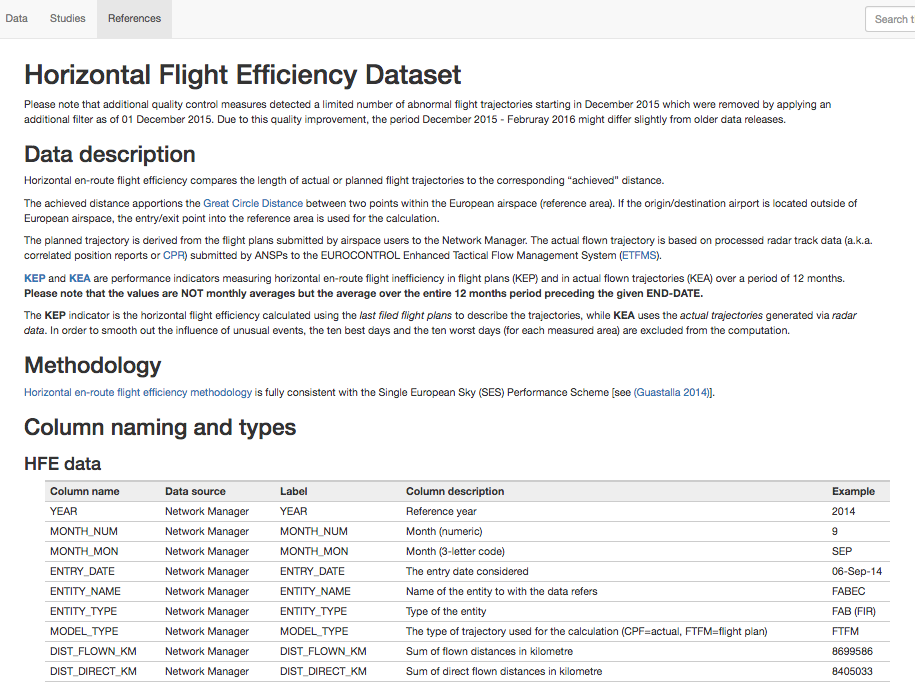 Data Studies References Search t
Horizontal Flight Efficiency Dataset
Please note that additional quality control measures detected a limited number of abnormal flight trajectories starting in December 2015 which were removed by applying an
additional filter as of 01 December 2015. Due to this quality improvement, the period December 2015 - Februray 2016 might differ slightly from older data releases.
Data description
Horizontal en-route flight efficiency compares the length of actual or planned flight trajectories to the corresponding “achieved” distance.
The achieved distance apportions the Great Circle Distance between two points within the European airspace (reference area). If the origin/destination airport is located outside of
European airspace, the entry/exit point into the reference area is used for the calculation.
The planned trajectory is derived from the flight plans submitted by airspace users to the Network Manager. The actual flown trajectory is based on processed radar track data (a.k.a.
correlated position reports or CPR) submitted by ANSPs to the EUROCONTROL Enhanced Tactical Flow Management System (ETFMS).
KEP and KEA are performance indicators measuring horizontal en-route flight inefficiency in flight plans (KEP) and in actual flown trajectories (KEA) over a period of 12 months.
Please note that the values are NOT monthly averages but the average over the entire 12 months period preceding the given END-DATE.
The KEP indicator is the horizontal flight efficiency calculated using the last filed flight plans to describe the trajectories, while KEA uses the actual trajectories generated via radar
data. In order to smooth out the influence of unusual events, the ten best days and the ten worst days (for each measured area) are excluded from the computation.
Methodology
Horizontal en-route flight efficiency methodology is fully consistent with the Single European Sky (SES) Performance Scheme [see (Guastalla 2014)].
Column naming and types
HFE data
Column name Data source Label Column description Example
YEAR Network Manager YEAR Reference year 2014
MONTH_NUM Network Manager MONTH_NUM Month (numeric) 9
MONTH_MON Network Manager MONTH_MON Month (3-letter code) SEP
ENTRY_DATE Network Manager ENTRY_DATE The entry date considered 06-Sep-14
ENTITY_NAME Network Manager ENTITY_NAME Name of the entity to with the data refers FABEC
ENTITY_TYPE Network Manager ENTITY_TYPE Type of the entity FAB (FIR)
MODEL_TYPE Network Manager MODEL_TYPE The type of trajectory used for the calculation (CPF=actual, FTFM=flight plan) FTFM
DIST_FLOWN_KM Network Manager DIST_FLOWN_KM Sum of flown distances in kilometre 8699586
DIST_DIRECT_KM Network Manager DIST_DIRECT_KM Sum of direct flown distances in kilometre 8405033